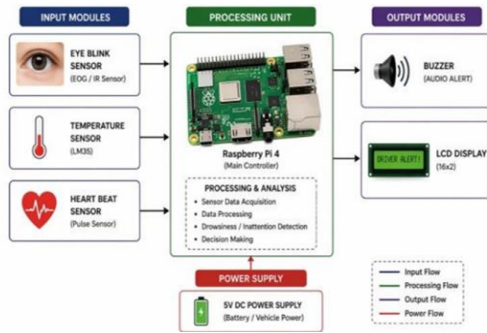 INPUT MODULES
EYE BLINK
SENSOR
(EOG / IR Sensor)
TEMPERATURE
SENSOR
(LM35)
HEART BEAT
SENSOR
(Pulse Sensor)
PROCESSING UNIT
Raspberry Pi 4
(Main Controller)
PROCESSING & ANALYSIS
• Sensor Data Acquisition
• Data Processing
• Drowsiness / Inattention Detection
• Decision Making
POWER SUPPLY
5V DC POWER SUPPLY
(Battery / Vehicle Power)
OUTPUT MODULES
BUZZER
(AUDIO ALERT)
DRIVER ALERT!
LCD DISPLAY
(16x2)
Input Flow
Processing Flow
Output Flow
Power Flow